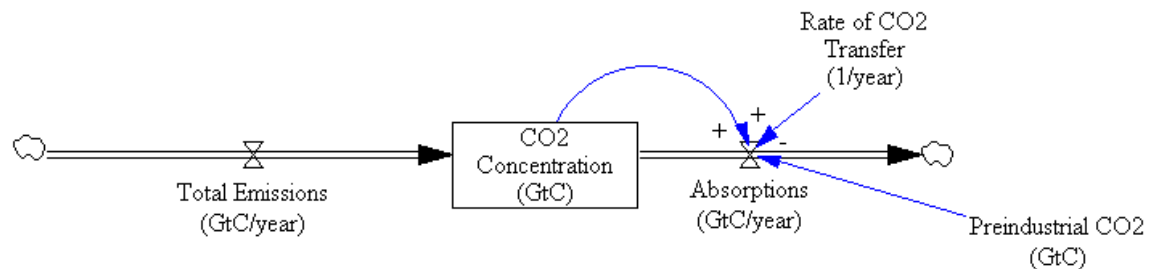 Rate of CO2
Transfer
(1/year)
+
+
-
CO2
Concentration
(GtC)
Total Emissions
(GtC/year)
Absorptions
(GtC/year)
Preindustrial CO2
(GtC)